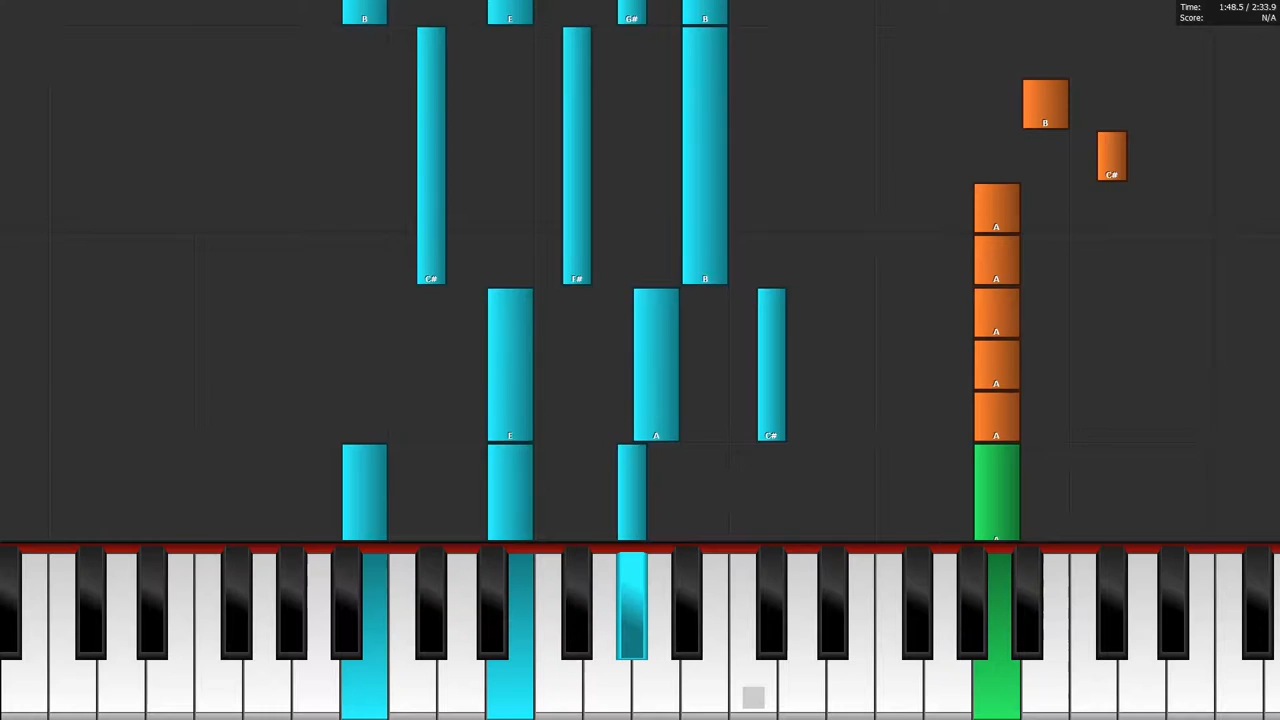 Time: 1:48.5 / 2:33.9
Score: N/A
B E G# B
B
C#
A
A
C# F# B
A
A
E A C# A
A